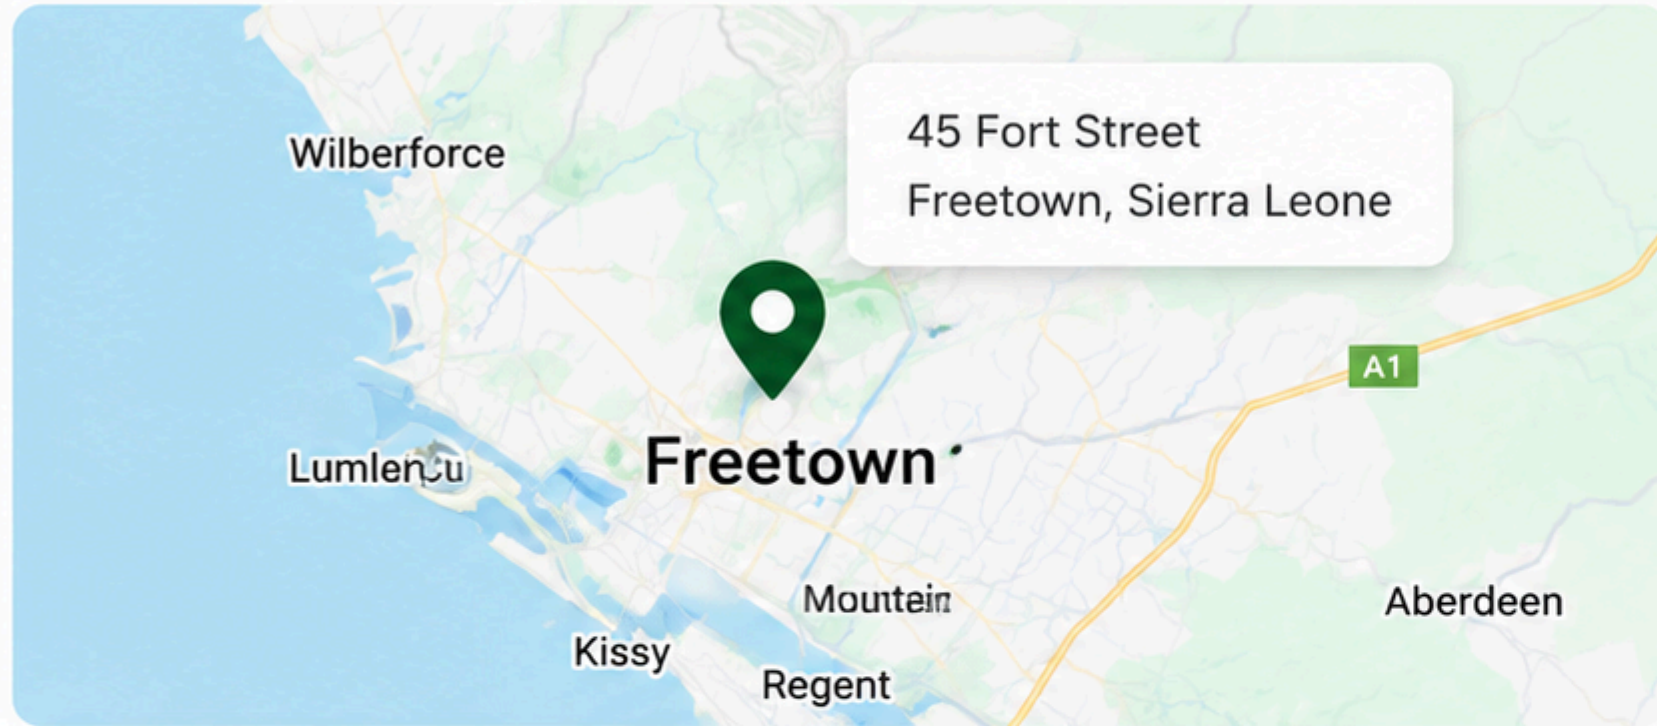 Wilberforce
45 Fort Street
Freetown, Sierra Leone
A1
Freetown
Aberdeen
Kissy
Regent